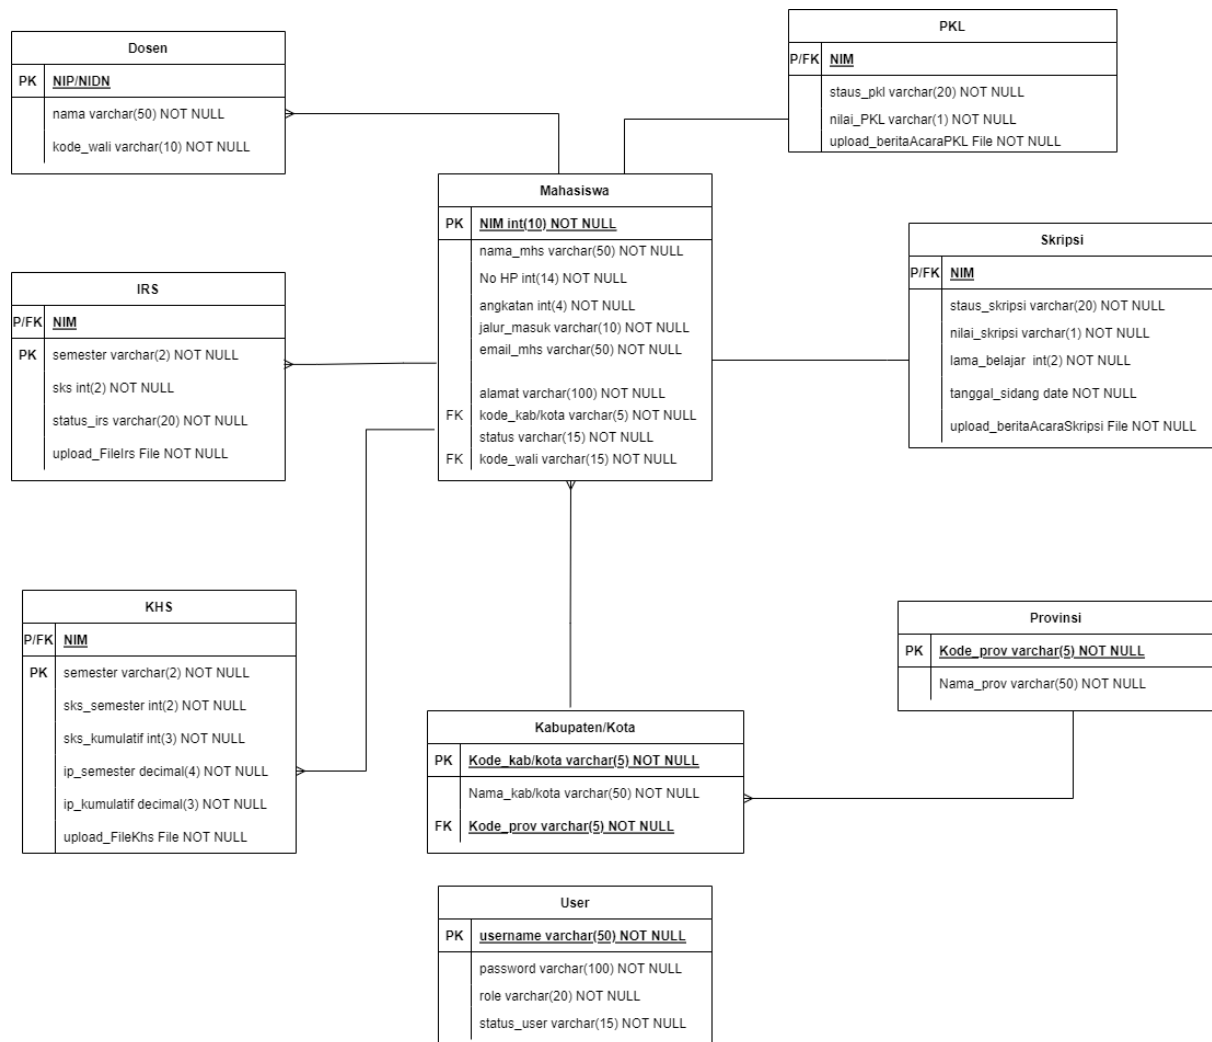 Dosen
PK NIP/NIDN
nama varchar(50) NOT NULL
kode_wali varchar(10) NOT NULL
PKL
P/FK NIM
staus_pkl varchar(20) NOT NULL
nilai_PKL varchar(1) NOT NULL
upload_beritaAcaraPKL File NOT NULL
Mahasiswa
PK NIM int(10) NOT NULL
nama_mhs varchar(50) NOT NULL
No HP int(14) NOT NULL
angkatan int(4) NOT NULL
jalur_masuk varchar(10) NOT NULL
email_mhs varchar(50) NOT NULL
alamat varchar(100) NOT NULL
FK kode_kab/kota varchar(5) NOT NULL
status varchar(15) NOT NULL
FK kode_wali varchar(15) NOT NULL
Skripsi
P/FK NIM
staus_skripsi varchar(20) NOT NULL
nilai_skripsi varchar(1) NOT NULL
lama_belajar int(2) NOT NULL
tanggal_sidang date NOT NULL
upload_beritaAcaraSkripsi File NOT NULL
IRS
P/FK NIM
PK semester varchar(2) NOT NULL
sks int(2) NOT NULL
status_irs varchar(20) NOT NULL
upload_FileIrs File NOT NULL
KHS
P/FK NIM
PK semester varchar(2) NOT NULL
sks_semester int(2) NOT NULL
sks_kumulatif int(3) NOT NULL
ip_semester decimal(4) NOT NULL
ip_kumulatif decimal(3) NOT NULL
upload_FileKhs File NOT NULL
Provinsi
PK Kode_prov varchar(5) NOT NULL
Nama_prov varchar(50) NOT NULL
Kabupaten/Kota
PK Kode_kab/kota varchar(5) NOT NULL
Nama_kab/kota varchar(50) NOT NULL
FK Kode_prov varchar(5) NOT NULL
User
PK username varchar(50) NOT NULL
password varchar(100) NOT NULL
role varchar(20) NOT NULL
status_user varchar(15) NOT NULL